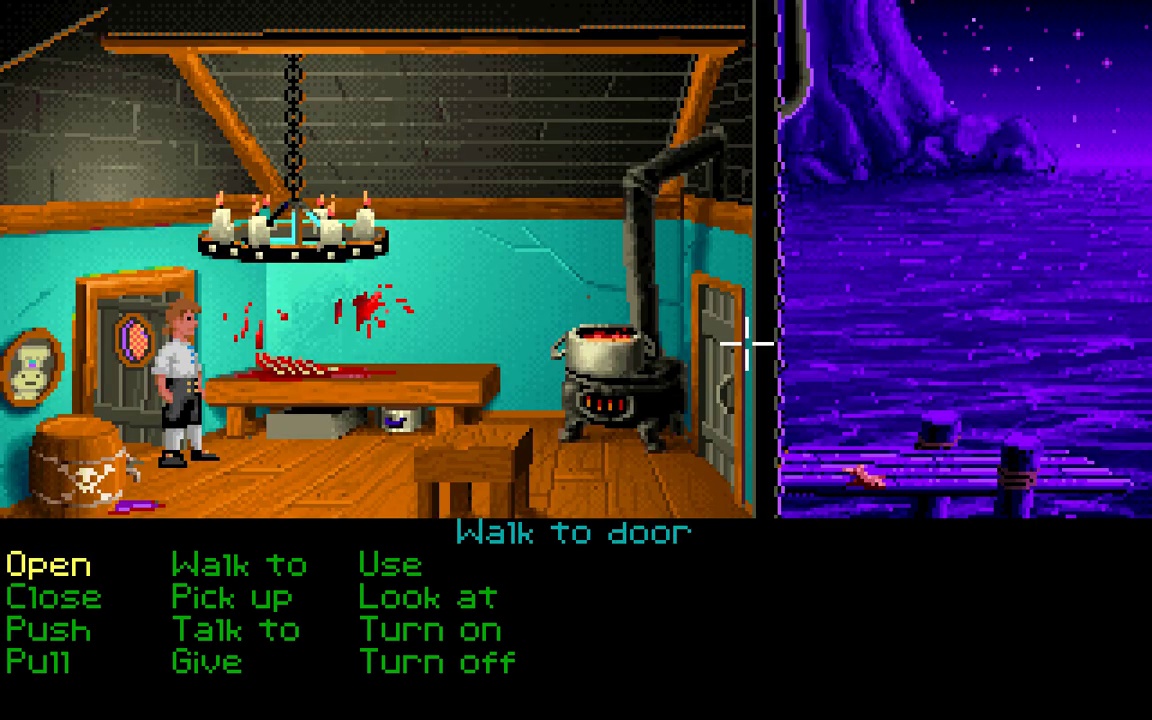 Walk to door
Open Walk to Use
Close Pick up Look at
Push Talk to Turn on
Pull Give Turn off